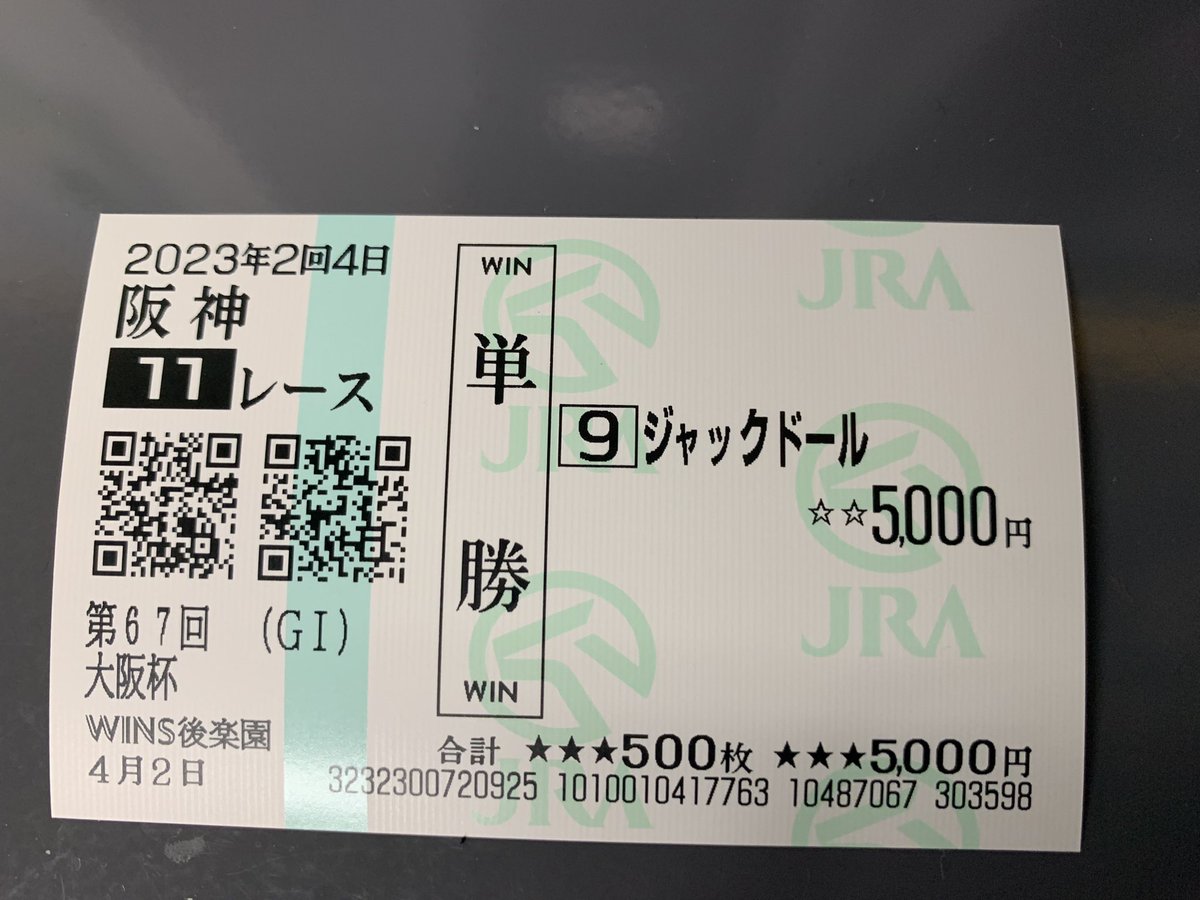 2023年2回4日
阪神
11レース
第67回 (GI)
大阪杯
WINS後楽園
4月2日
WIN
単勝
WIN
9 ジャックドール
☆☆5,000円
合計 ★★★500枚 ★★★5,000円
3232300720925 1010010417763 10487067 303598
JRA
JRA
JRA
JRA